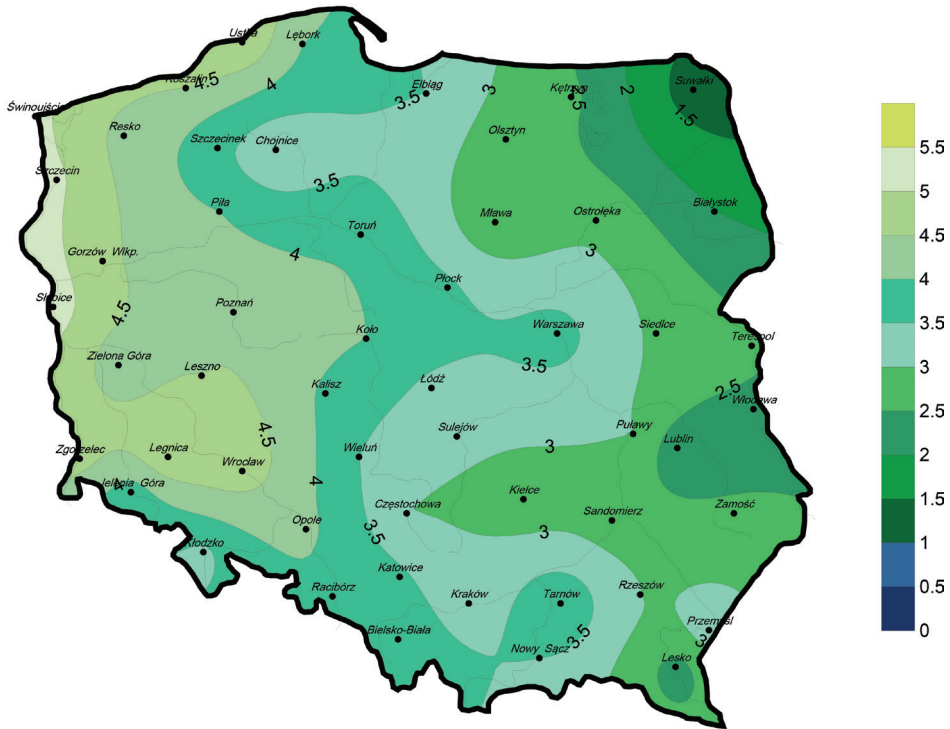 Ustka
Lębork
Koszalin
4.5
4
Elbląg
3.5
3
Kętrzyn
2.5
2
Suwałki
1.5
Świnoujście
Resko
Szczecinek
Chojnice
Olsztyn
Szczecin
3.5
Piła
Toruń
Mława
Ostrołęka
Białystok
Gorzów Wlkp.
4
3
Płock
Słubice
4.5
Poznań
Koło
Warszawa
Siedlce
Terespol
Zielona Góra
Leszno
Kalisz
Łódź
3.5
2.5
Włodawa
Zgorzelec
Legnica
4.5
Wrocław
Wieluń
Sulejów
3
Puławy
Lublin
4
Jelenia Góra
4
Opole
Częstochowa
3.5
Kielce
3
Sandomierz
Zamość
Kłodzko
Racibórz
Katowice
Kraków
Tarnów
Rzeszów
Bielsko-Biała
Nowy Sącz
3.5
Przemyśl
3
Lesko
5.5
5
4.5
4
3.5
3
2.5
2
1.5
1
0.5
0